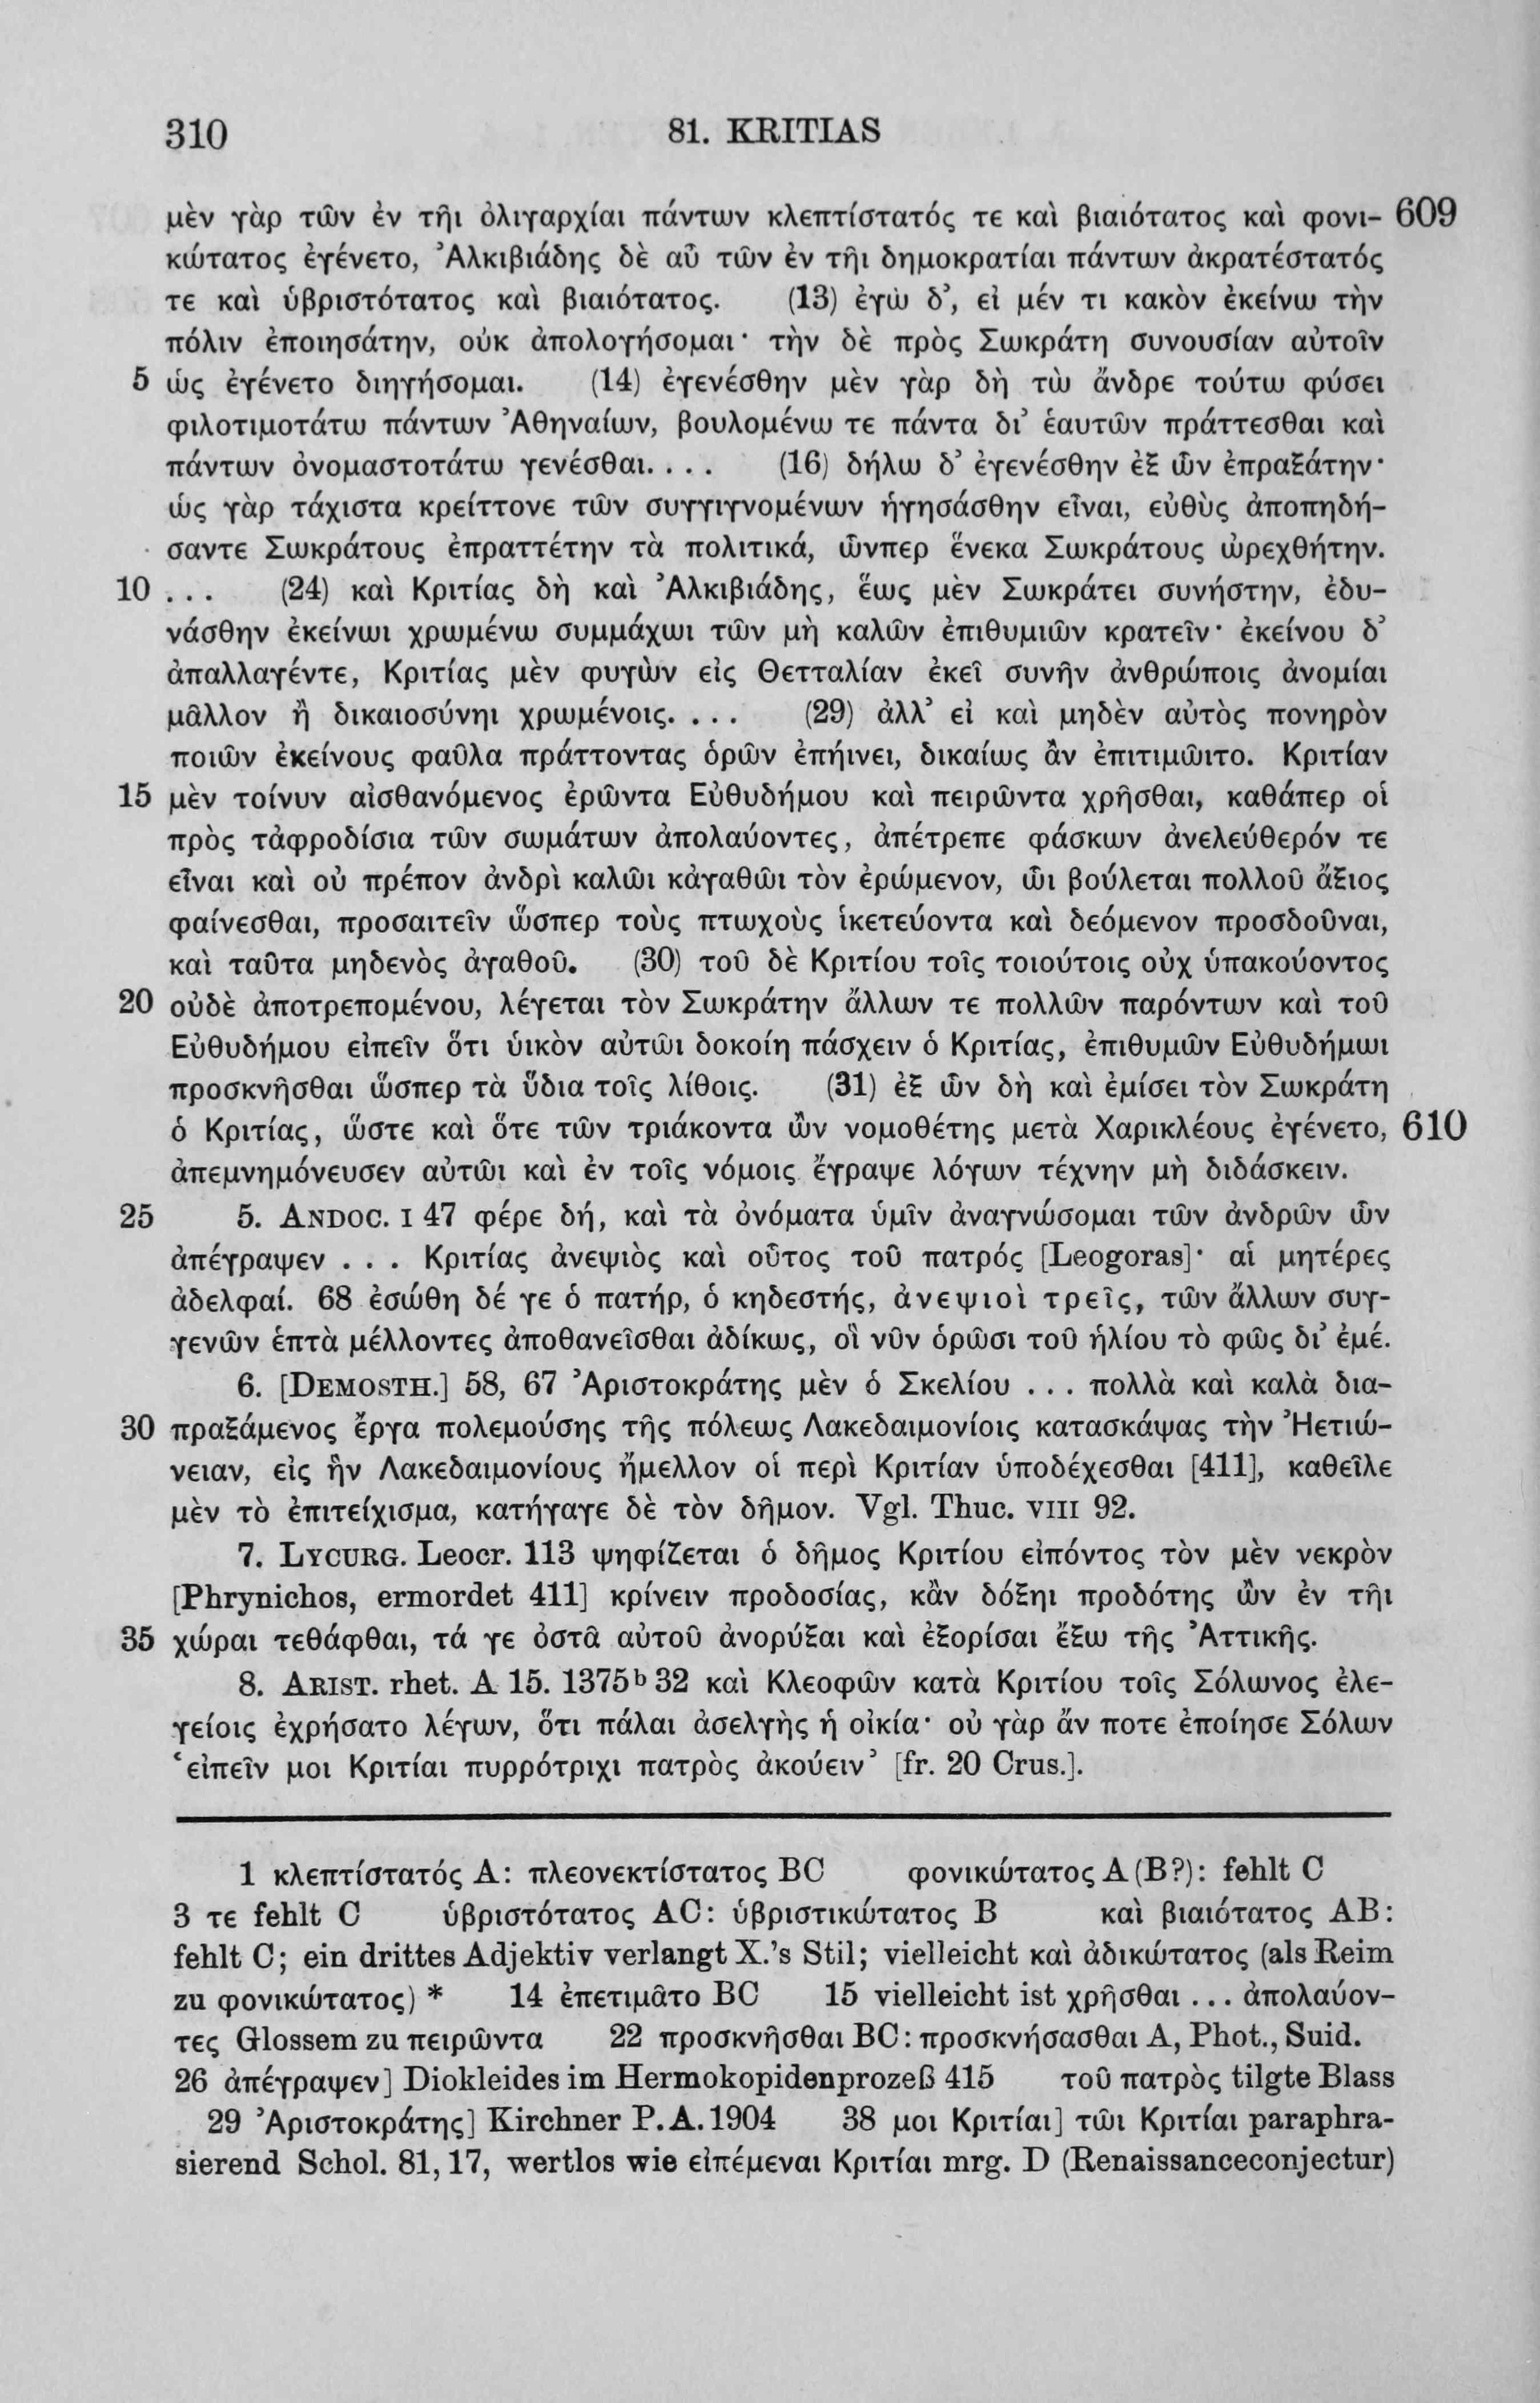 310 81. KRITIAS
μὲν γὰρ τῶν ἐν τῆι ὀλιγαρχίαι πάντων κλεπτίστατός τε καὶ βιαιότατος καὶ φονι- 609
κώτατος ἐγένετο, Ἀλκιβιάδης δὲ αὖ τῶν ἐν τῆι δημοκρατίαι πάντων ἀκρατέστατός
τε καὶ ὑβριστότατος καὶ βιαιότατος. (13) ἐγὼ δ', εἰ μέν τι κακὸν ἐκείνω τὴν
πόλιν ἐποιησάτην, οὐκ ἀπολογήσομαι· τὴν δὲ πρὸς Σωκράτη συνουσίαν αὐτοῖν
5 ὡς ἐγένετο διηγήσομαι. (14) ἐγενέσθην μὲν γὰρ δὴ τὼ ἄνδρε τούτω φύσει
φιλοτιμοτάτω πάντων Ἀθηναίων, βουλομένω τε πάντα δι' ἑαυτῶν πράττεσθαι καὶ
πάντων ὀνομαστοτάτω γενέσθαι. . . . (16) δήλω δ' ἐγενέσθην ἐξ ὧν ἐπραξάτην·
ὡς γὰρ τάχιστα κρείττονε τῶν συγγιγνομένων ἡγησάσθην εἶναι, εὐθὺς ἀποπηδή-
σαντε Σωκράτους ἐπραττέτην τὰ πολιτικά, ὧνπερ ἕνεκα Σωκράτους ὠρεχθήτην.
10 . . . (24) καὶ Κριτίας δὴ καὶ Ἀλκιβιάδης, ἕως μὲν Σωκράτει συνήστην, ἐδυ-
νάσθην ἐκείνωι χρωμένω συμμάχωι τῶν μὴ καλῶν ἐπιθυμιῶν κρατεῖν· ἐκείνου δ'
ἀπαλλαγέντε, Κριτίας μὲν φυγὼν εἰς Θετταλίαν ἐκεῖ συνῆν ἀνθρώποις ἀνομίαι
μᾶλλον ἢ δικαιοσύνηι χρωμένοις. . . . (29) ἀλλ' εἰ καὶ μηδὲν αὐτὸς πονηρὸν
ποιῶν ἐκείνους φαῦλα πράττοντας ὁρῶν ἐπήινει, δικαίως ἂν ἐπιτιμῶιτο. Κριτίαν
15 μὲν τοίνυν αἰσθανόμενος ἐρῶντα Εὐθυδήμου καὶ πειρῶντα χρῆσθαι, καθάπερ οἱ
πρὸς τἀφροδίσια τῶν σωμάτων ἀπολαύοντες, ἀπέτρεπε φάσκων ἀνελεύθερόν τε
εἶναι καὶ οὐ πρέπον ἀνδρὶ καλῶι κἀγαθῶι τὸν ἐρώμενον, ὧι βούλεται πολλοῦ ἄξιος
φαίνεσθαι, προσαιτεῖν ὥσπερ τοὺς πτωχοὺς ἱκετεύοντα καὶ δεόμενον προσδοῦναι,
καὶ ταῦτα μηδενὸς ἀγαθοῦ. (30) τοῦ δὲ Κριτίου τοῖς τοιούτοις οὐχ ὑπακούοντος
20 οὐδὲ ἀποτρεπομένου, λέγεται τὸν Σωκράτην ἄλλων τε πολλῶν παρόντων καὶ τοῦ
Εὐθυδήμου εἰπεῖν ὅτι ὑικὸν αὐτῶι δοκοίη πάσχειν ὁ Κριτίας, ἐπιθυμῶν Εὐθυδήμωι
προσκνῆσθαι ὥσπερ τὰ ὕδια τοῖς λίθοις. (31) ἐξ ὧν δὴ καὶ ἐμίσει τὸν Σωκράτη
ὁ Κριτίας, ὥστε καὶ ὅτε τῶν τριάκοντα ὢν νομοθέτης μετὰ Χαρικλέους ἐγένετο, 610
ἀπεμνημόνευσεν αὐτῶι καὶ ἐν τοῖς νόμοις ἔγραψε λόγων τέχνην μὴ διδάσκειν.
25 5. ANDOC. I 47 φέρε δή, καὶ τὰ ὀνόματα ὑμῖν ἀναγνώσομαι τῶν ἀνδρῶν ὧν
ἀπέγραψεν . . . Κριτίας ἀνεψιὸς καὶ οὗτος τοῦ πατρός [Leogoras]· αἱ μητέρες
ἀδελφαί. 68 ἐσώθη δέ γε ὁ πατήρ, ὁ κηδεστής, ἀνεψιοὶ τρεῖς, τῶν ἄλλων συγ-
γενῶν ἑπτὰ μέλλοντες ἀποθανεῖσθαι ἀδίκως, οἳ νῦν ὁρῶσι τοῦ ἡλίου τὸ φῶς δι' ἐμέ.
6. [DEMOSTH.] 58, 67 Ἀριστοκράτης μὲν ὁ Σκελίου . . . πολλὰ καὶ καλὰ δια-
30 πραξάμενος ἔργα πολεμούσης τῆς πόλεως Λακεδαιμονίοις κατασκάψας τὴν Ἠετιώ-
νειαν, εἰς ἣν Λακεδαιμονίους ἤμελλον οἱ περὶ Κριτίαν ὑποδέχεσθαι [411], καθεῖλε
μὲν τὸ ἐπιτείχισμα, κατήγαγε δὲ τὸν δῆμον. Vgl. Thuc. VIII 92.
7. LYCURG. Leocr. 113 ψηφίζεται ὁ δῆμος Κριτίου εἰπόντος τὸν μὲν νεκρὸν
[Phrynichos, ermordet 411] κρίνειν προδοσίας, κἂν δόξηι προδότης ὢν ἐν τῆι
35 χώραι τεθάφθαι, τά γε ὀστᾶ αὐτοῦ ἀνορύξαι καὶ ἐξορίσαι ἔξω τῆς Ἀττικῆς.
8. ARIST. rhet. A 15. 1375ᵇ 32 καὶ Κλεοφῶν κατὰ Κριτίου τοῖς Σόλωνος ἐλε-
γείοις ἐχρήσατο λέγων, ὅτι πάλαι ἀσελγὴς ἡ οἰκία· οὐ γὰρ ἄν ποτε ἐποίησε Σόλων
‘εἰπεῖν μοι Κριτίαι πυρρότριχι πατρὸς ἀκούειν’ [fr. 20 Crus.].
1 κλεπτίστατός A: πλεονεκτίστατος BC φονικώτατος A (B?): fehlt C
3 τε fehlt C ὑβριστότατος AC: ὑβριστικώτατος B καὶ βιαιότατος AB:
fehlt C; ein drittes Adjektiv verlangt X.'s Stil; vielleicht καὶ ἀδικώτατος (als Reim
zu φονικώτατος) * 14 ἐπετιμᾶτο BC 15 vielleicht ist χρῆσθαι ... ἀπολαύον-
τες Glossem zu πειρῶντα 22 προσκνῆσθαι BC: προσκνήσασθαι A, Phot., Suid.
26 ἀπέγραψεν] Diokleides im Hermokopidenprozeß 415 τοῦ πατρὸς tilgte Blass
29 Ἀριστοκράτης] Kirchner P. A. 1904 38 μοι Κριτίαι] τῶι Κριτίαι paraphra-
sierend Schol. 81, 17, wertlos wie εἰπέμεναι Κριτίαι mrg. D (Renaissanceconjectur)